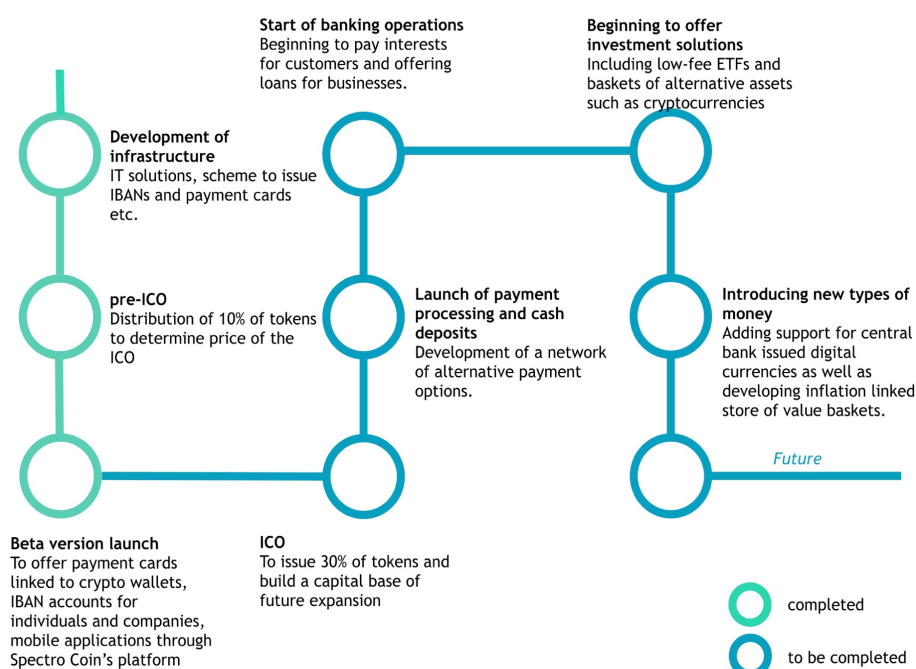 Start of banking operations
Beginning to pay interests
for customers and offering
loans for businesses.
Beginning to offer
investment solutions
Including low-fee ETFs and
baskets of alternative assets
such as cryptocurrencies
Development of
infrastructure
IT solutions, scheme to issue
IBANs and payment cards
etc.
pre-ICO
Distribution of 10% of tokens
to determine price of the
ICO
Launch of payment
processing and cash
deposits
Development of a network
of alternative payment
options.
Introducing new types of
money
Adding support for central
bank issued digital
currencies as well as
developing inflation linked
store of value baskets.
Future
Beta version launch
To offer payment cards
linked to crypto wallets,
IBAN accounts for
individuals and companies,
mobile applications through
Spectro Coin’s platform
ICO
To issue 30% of tokens and
build a capital base of
future expansion
completed
to be completed